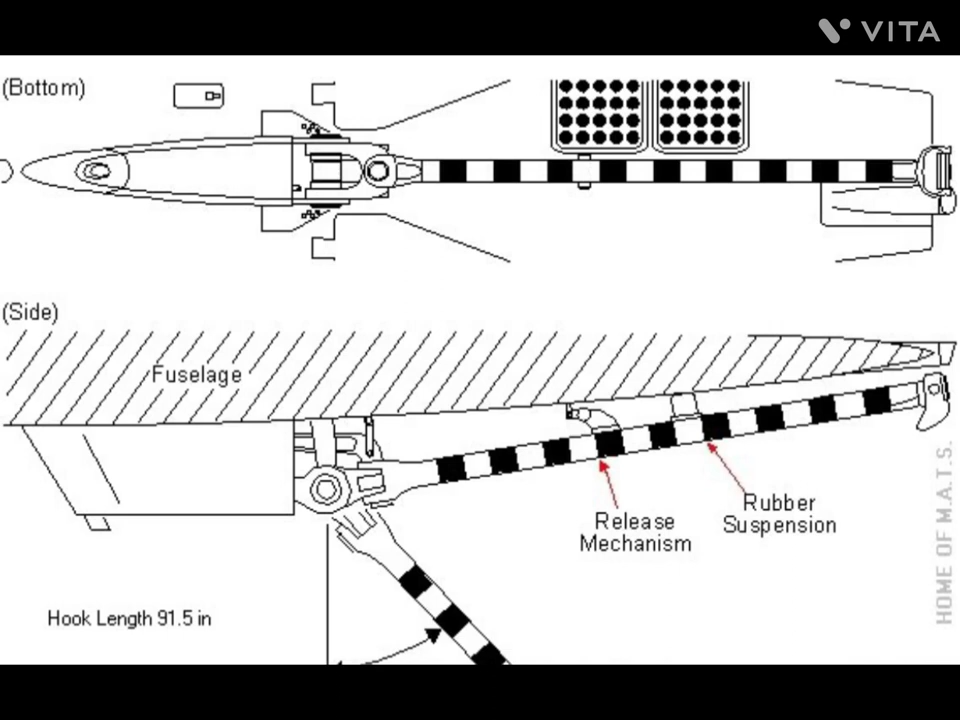 VITA
(Bottom)
(Side)
Fuselage
Release
Mechanism
Rubber
Suspension
Hook Length 91.5 in
HOME OF M.A.T.S.